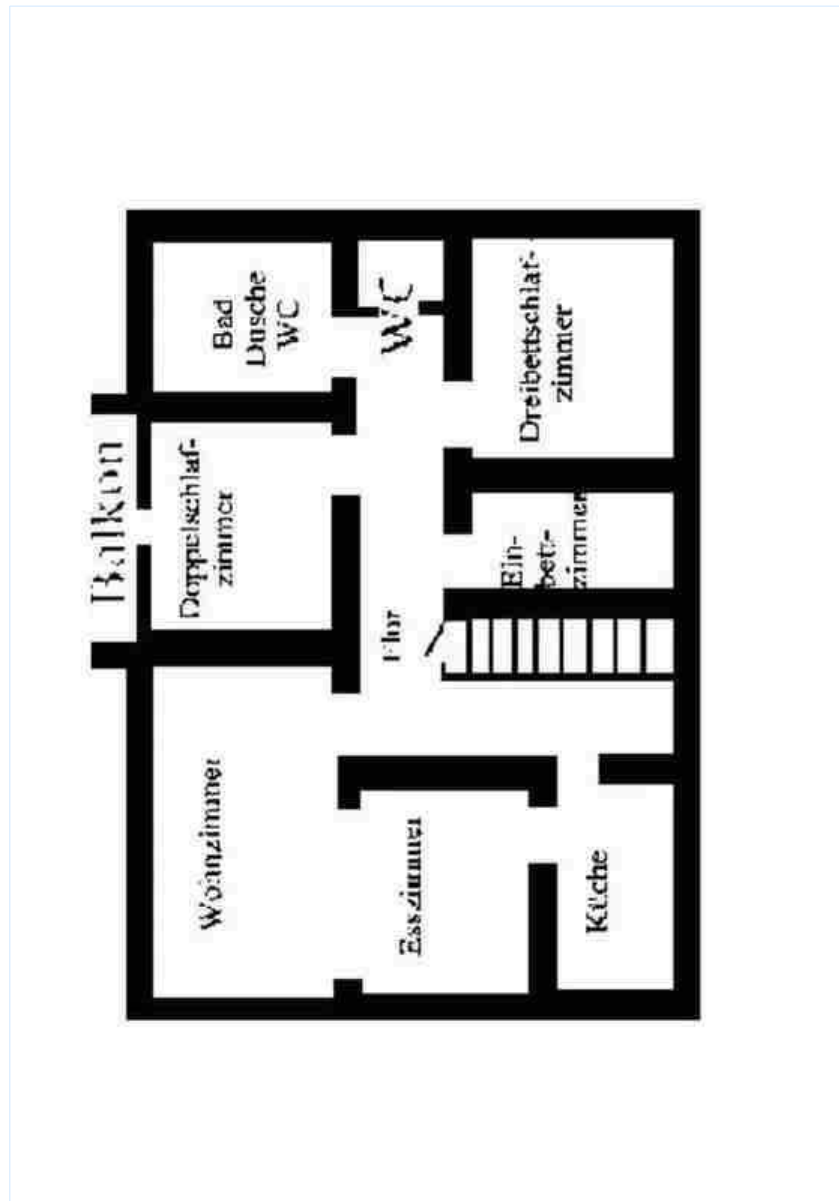 Balkon
Doppelschlaf-
zimmer
Bad
Dusche
WC
WC
Dreibettschlaf-
zimmer
Ein-
bett-
zimmer
Flur
Wohnzimmer
Esszimmer
Küche